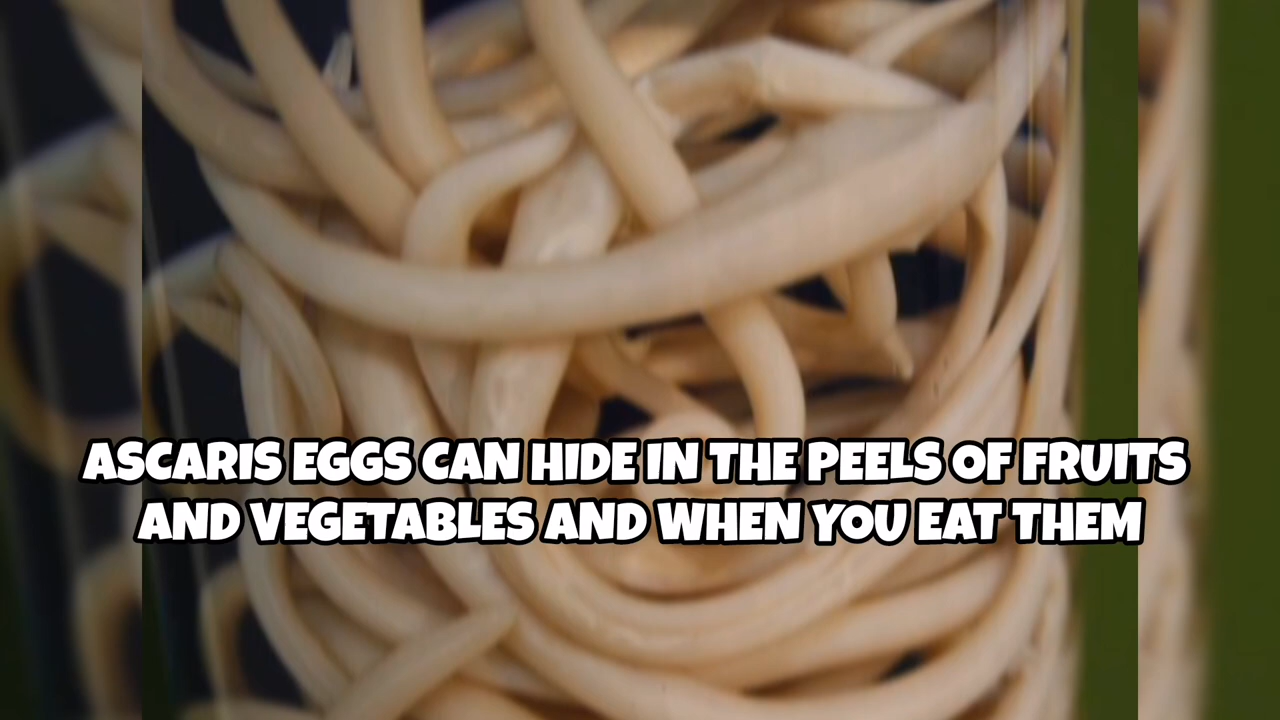 ASCARIS EGGS CAN HIDE IN THE PEELS OF FRUITS
AND VEGETABLES AND WHEN YOU EAT THEM